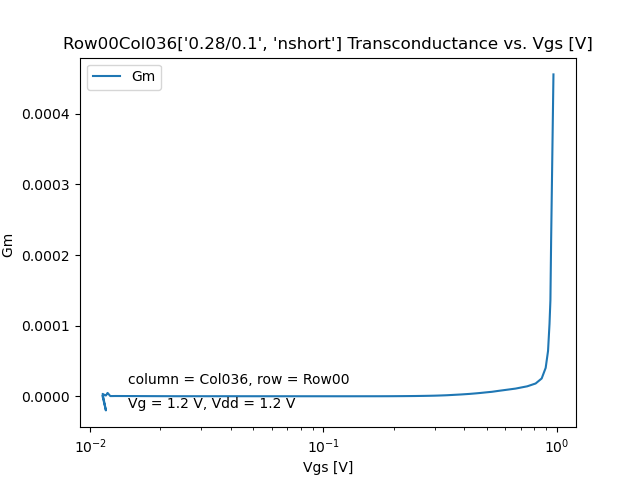 Row00Col036['0.28/0.1', 'nshort'] Transconductance vs. Vgs [V]
Gm
0.0004
0.0003
0.0002
0.0001
0.0000
Gm
column = Col036, row = Row00
Vg = 1.2 V, Vdd = 1.2 V
10⁻² 10⁻¹ 10⁰
Vgs [V]